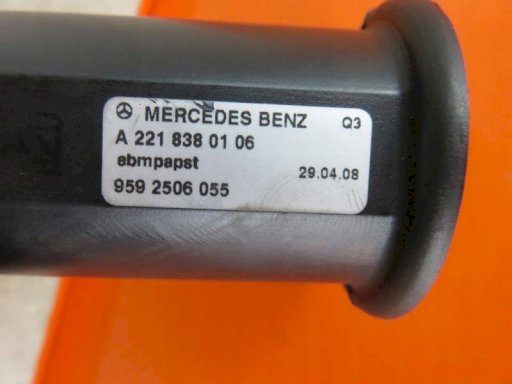 MERCEDES BENZ Q3
A 221 838 01 06
ebmpapst 29.04.08
959 2506 055